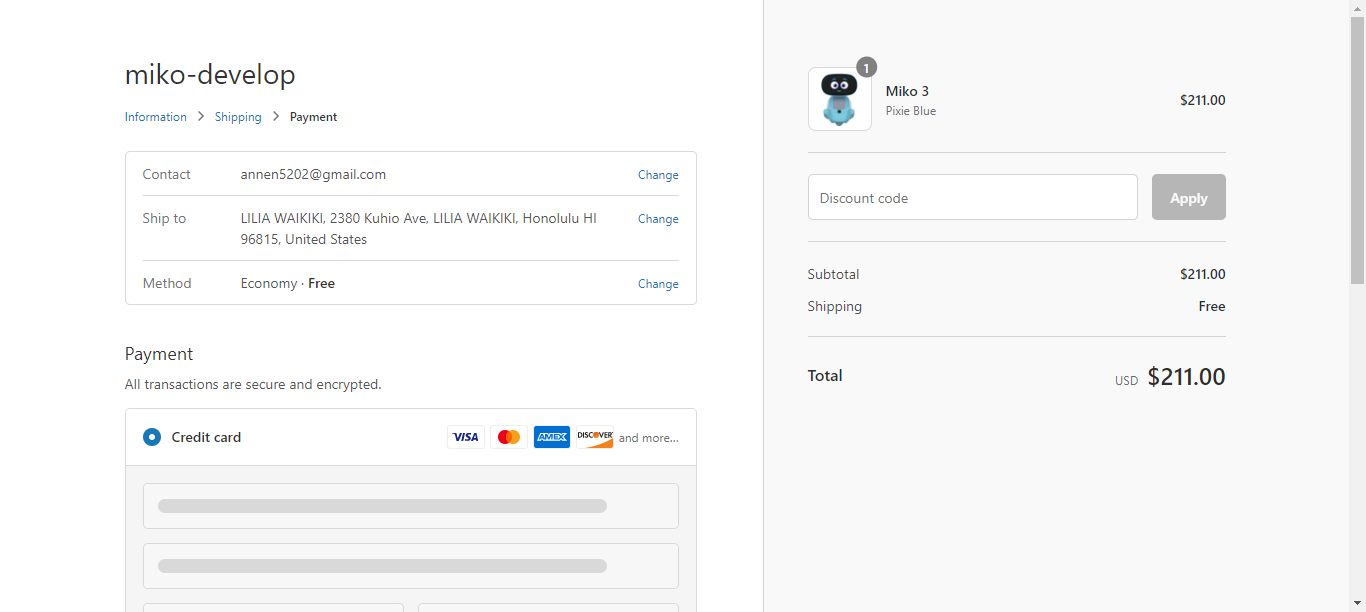 miko-develop
Information > Shipping > Payment
Contact annen5202@gmail.com Change
Ship to LILIA WAIKIKI, 2380 Kuhio Ave, LILIA WAIKIKI, Honolulu HI Change
96815, United States
Method Economy · Free Change
Payment
All transactions are secure and encrypted.
Credit card VISA AMEX DISCOVER and more...
1
Miko 3 $211.00
Pixie Blue
Discount code Apply
Subtotal $211.00
Shipping Free
Total USD $211.00